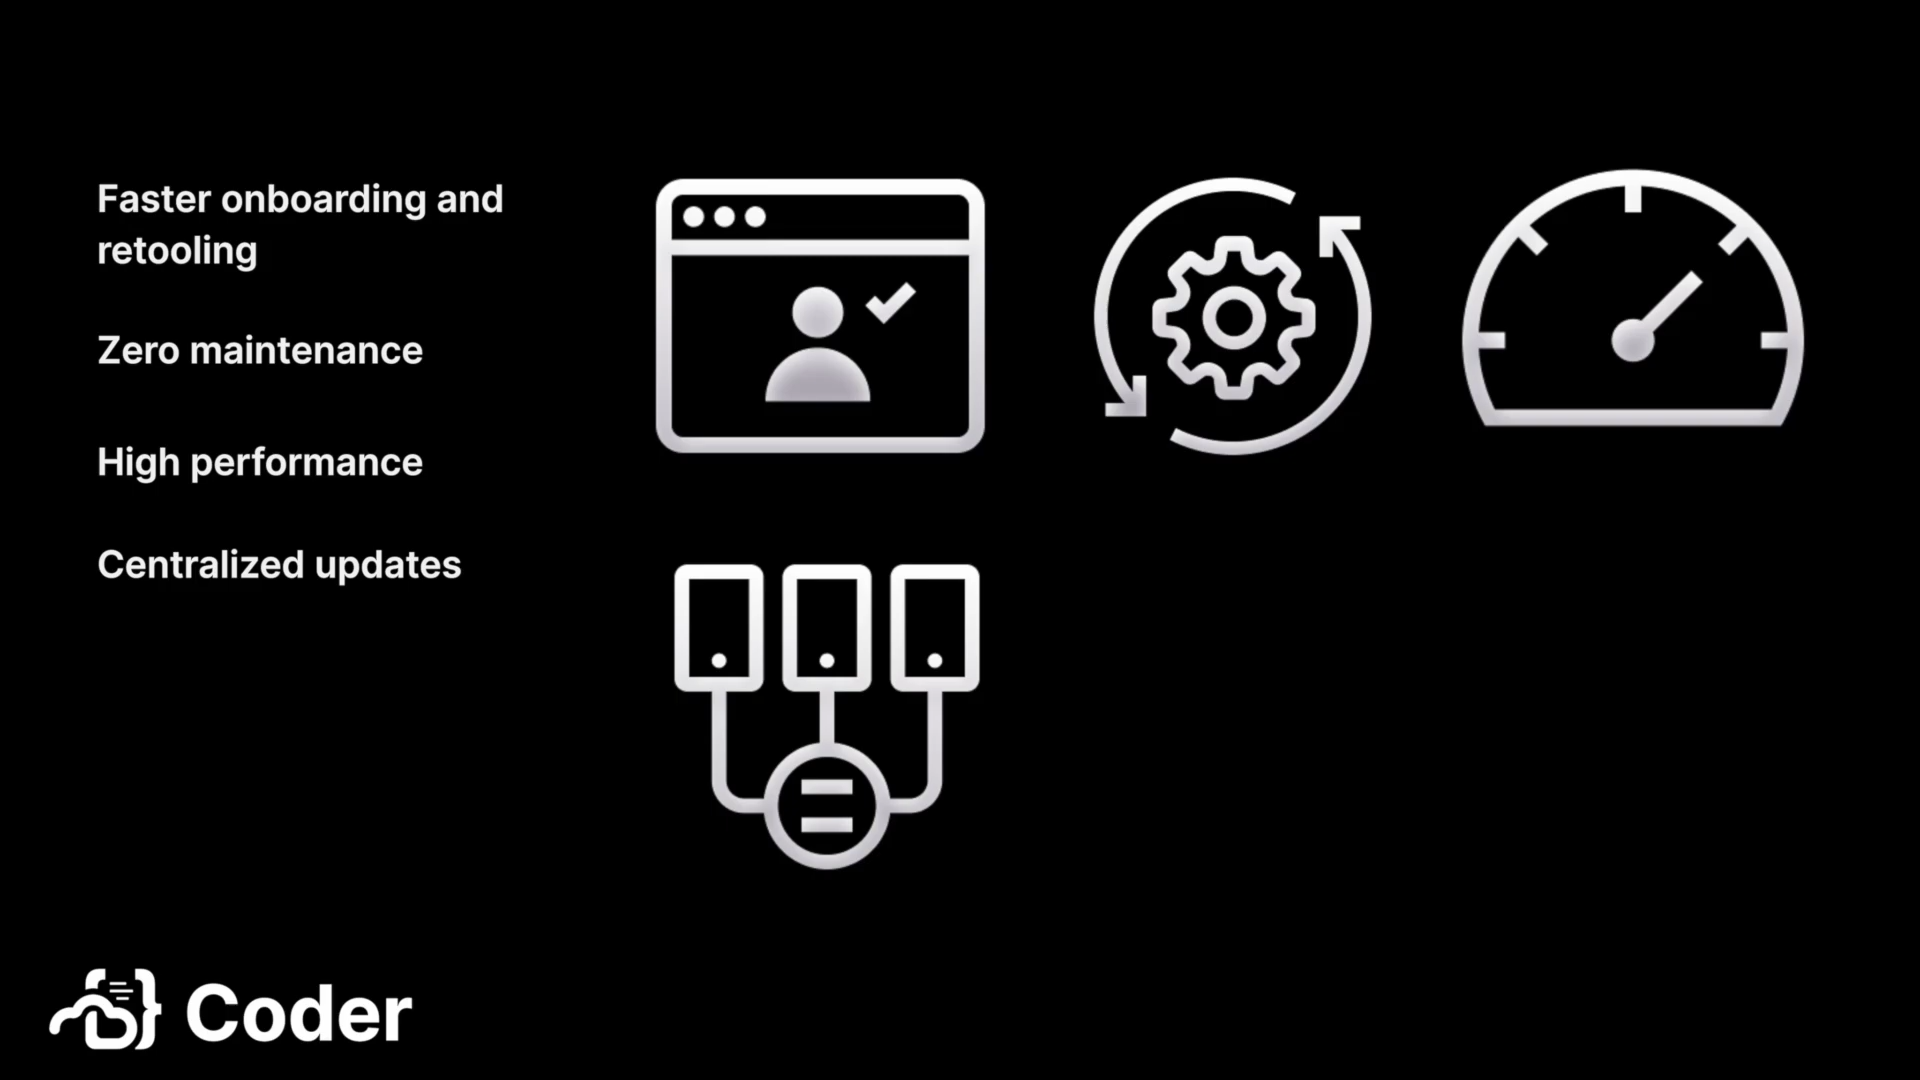 Faster onboarding and
retooling
Zero maintenance
High performance
Centralized updates
Coder